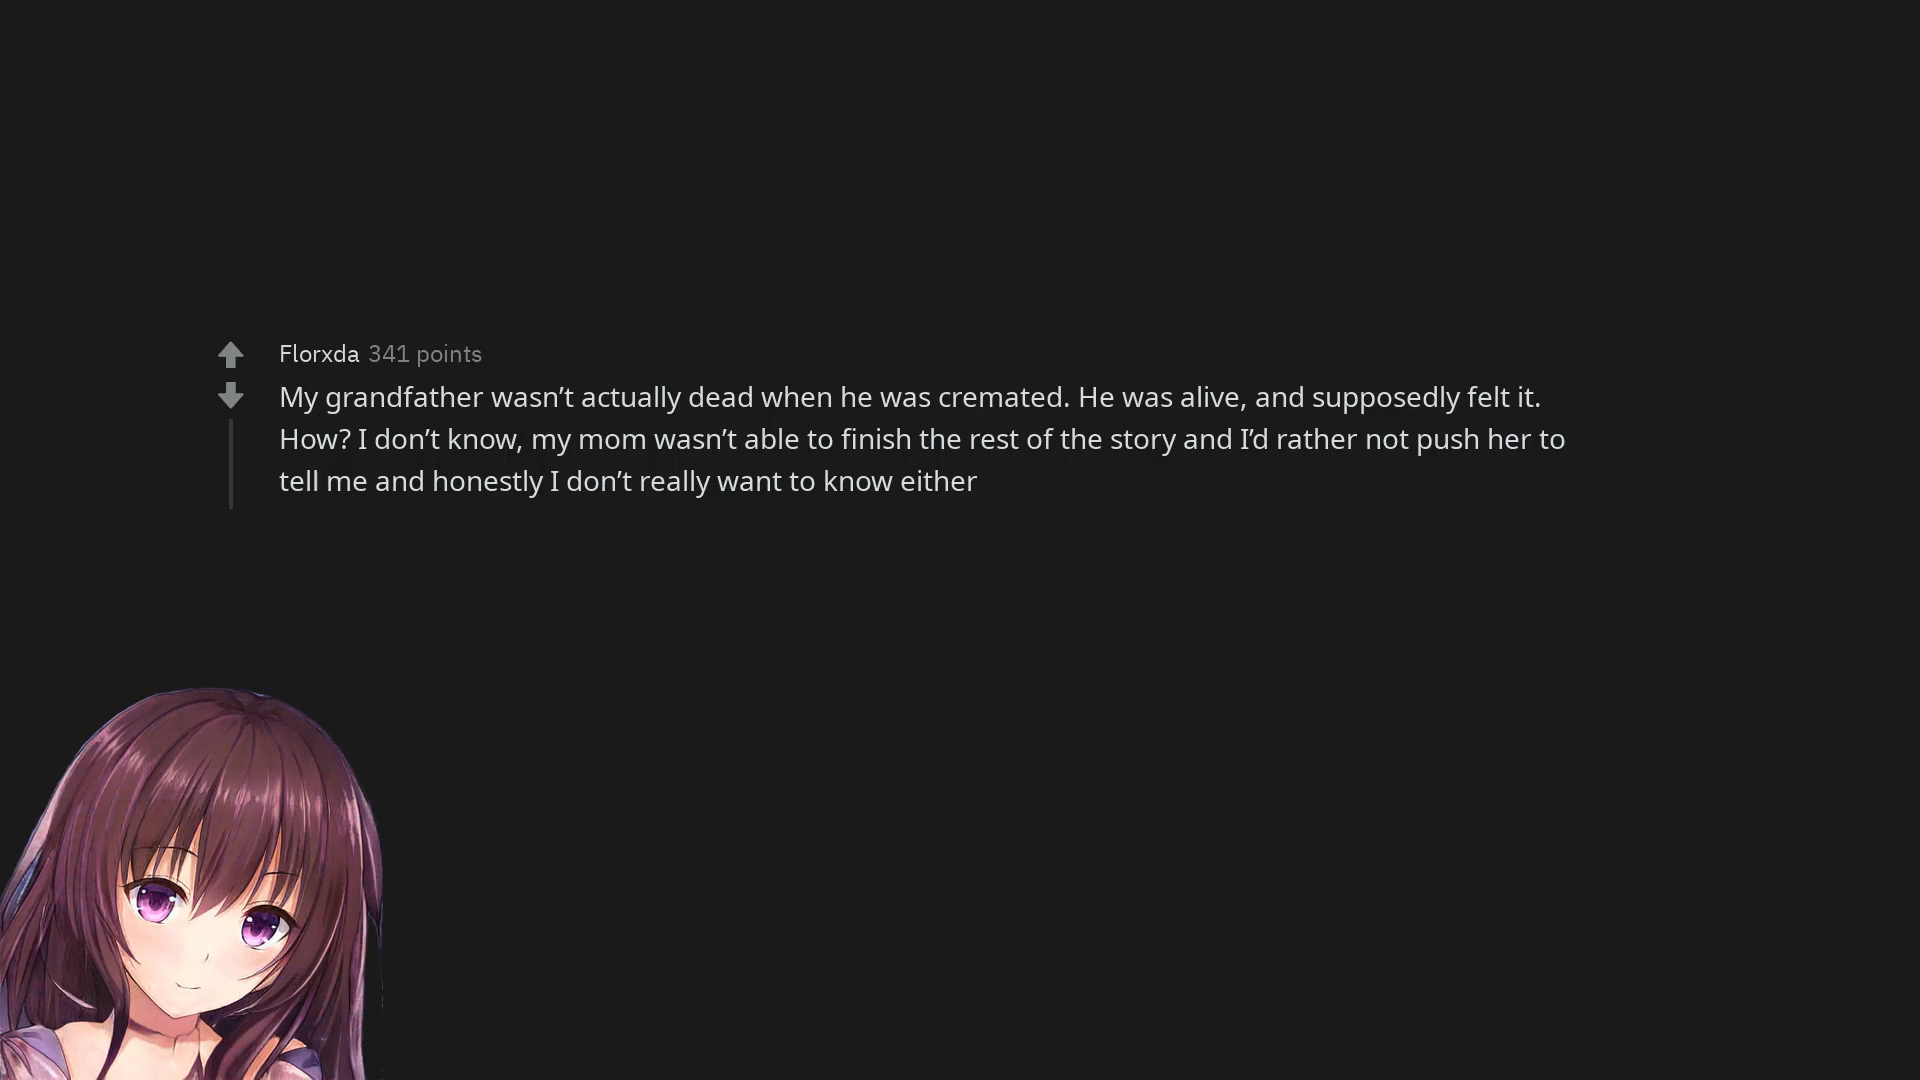 Florxda 341 points
My grandfather wasn’t actually dead when he was cremated. He was alive, and supposedly felt it.
How? I don’t know, my mom wasn’t able to finish the rest of the story and I’d rather not push her to
tell me and honestly I don’t really want to know either